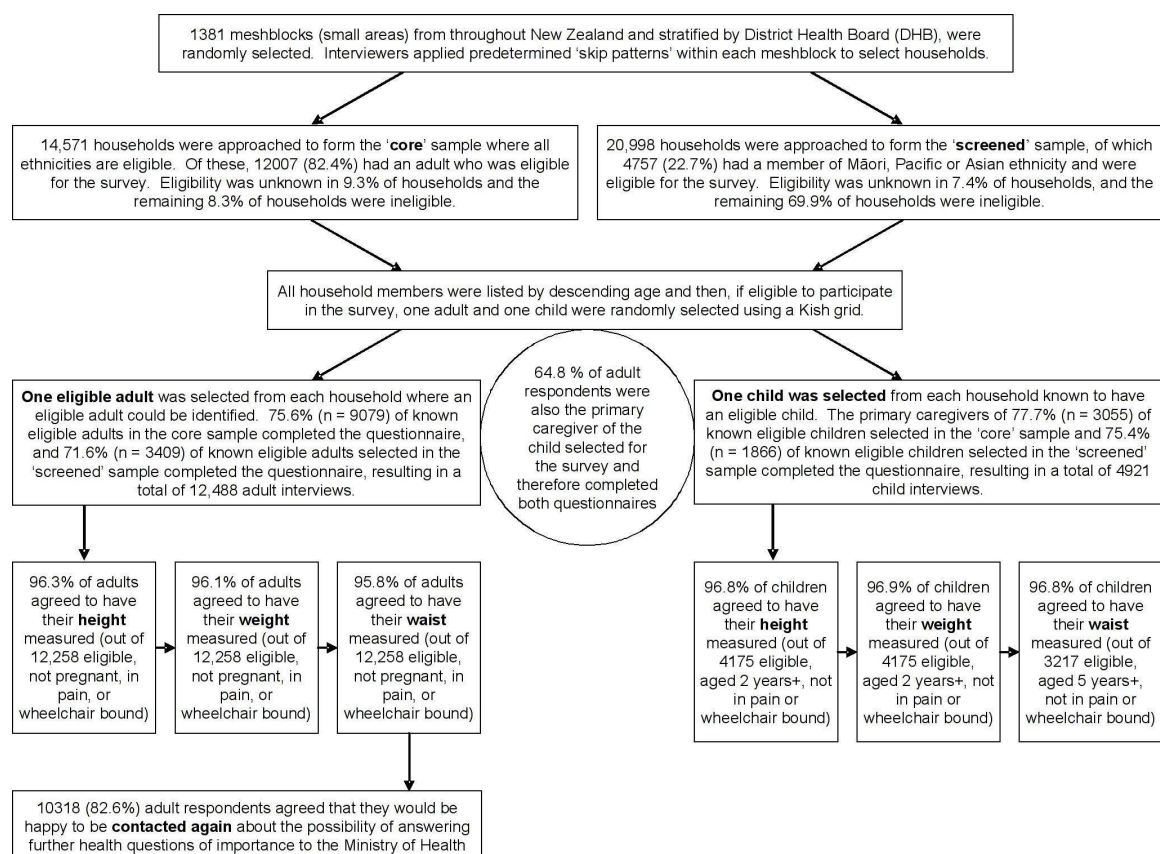 1381 meshblocks (small areas) from throughout New Zealand and stratified by District Health Board (DHB), were
randomly selected. Interviewers applied predetermined ‘skip patterns’ within each meshblock to select households.
14,571 households were approached to form the ‘core’ sample where all
ethnicities are eligible. Of these, 12007 (82.4%) had an adult who was eligible
for the survey. Eligibility was unknown in 9.3% of households and the
remaining 8.3% of households were ineligible.
20,998 households were approached to form the ‘screened’ sample, of which
4757 (22.7%) had a member of Māori, Pacific or Asian ethnicity and were
eligible for the survey. Eligibility was unknown in 7.4% of households, and the
remaining 69.9% of households were ineligible.
All household members were listed by descending age and then, if eligible to participate
in the survey, one adult and one child were randomly selected using a Kish grid.
One eligible adult was selected from each household where an
eligible adult could be identified. 75.6% (n = 9079) of known
eligible adults in the core sample completed the questionnaire,
and 71.6% (n = 3409) of known eligible adults selected in the
‘screened’ sample completed the questionnaire, resulting in a
total of 12,488 adult interviews.
64.8 % of adult
respondents were
also the primary
caregiver of the
child selected for
the survey and
therefore completed
both questionnaires
One child was selected from each household known to have
an eligible child. The primary caregivers of 77.7% (n = 3055) of
known eligible children selected in the ‘core’ sample and 75.4%
(n = 1866) of known eligible children selected in the ‘screened’
sample completed the questionnaire, resulting in a total of 4921
child interviews.
96.3% of adults
agreed to have
their height
measured (out of
12,258 eligible,
not pregnant, in
pain, or
wheelchair bound)
96.1% of adults
agreed to have
their weight
measured (out of
12,258 eligible,
not pregnant, in
pain, or
wheelchair bound)
95.8% of adults
agreed to have
their waist
measured (out of
12,258 eligible,
not pregnant, in
pain, or
wheelchair bound)
96.8% of children
agreed to have
their height
measured (out of
4175 eligible,
aged 2 years+, not
in pain or
wheelchair bound)
96.9% of children
agreed to have
their weight
measured (out of
4175 eligible,
aged 2 years+, not
in pain or
wheelchair bound)
96.8% of children
agreed to have
their waist
measured (out of
3217 eligible,
aged 5 years+,
not in pain or
wheelchair bound)
10318 (82.6%) adult respondents agreed that they would be
happy to be contacted again about the possibility of answering
further health questions of importance to the Ministry of Health